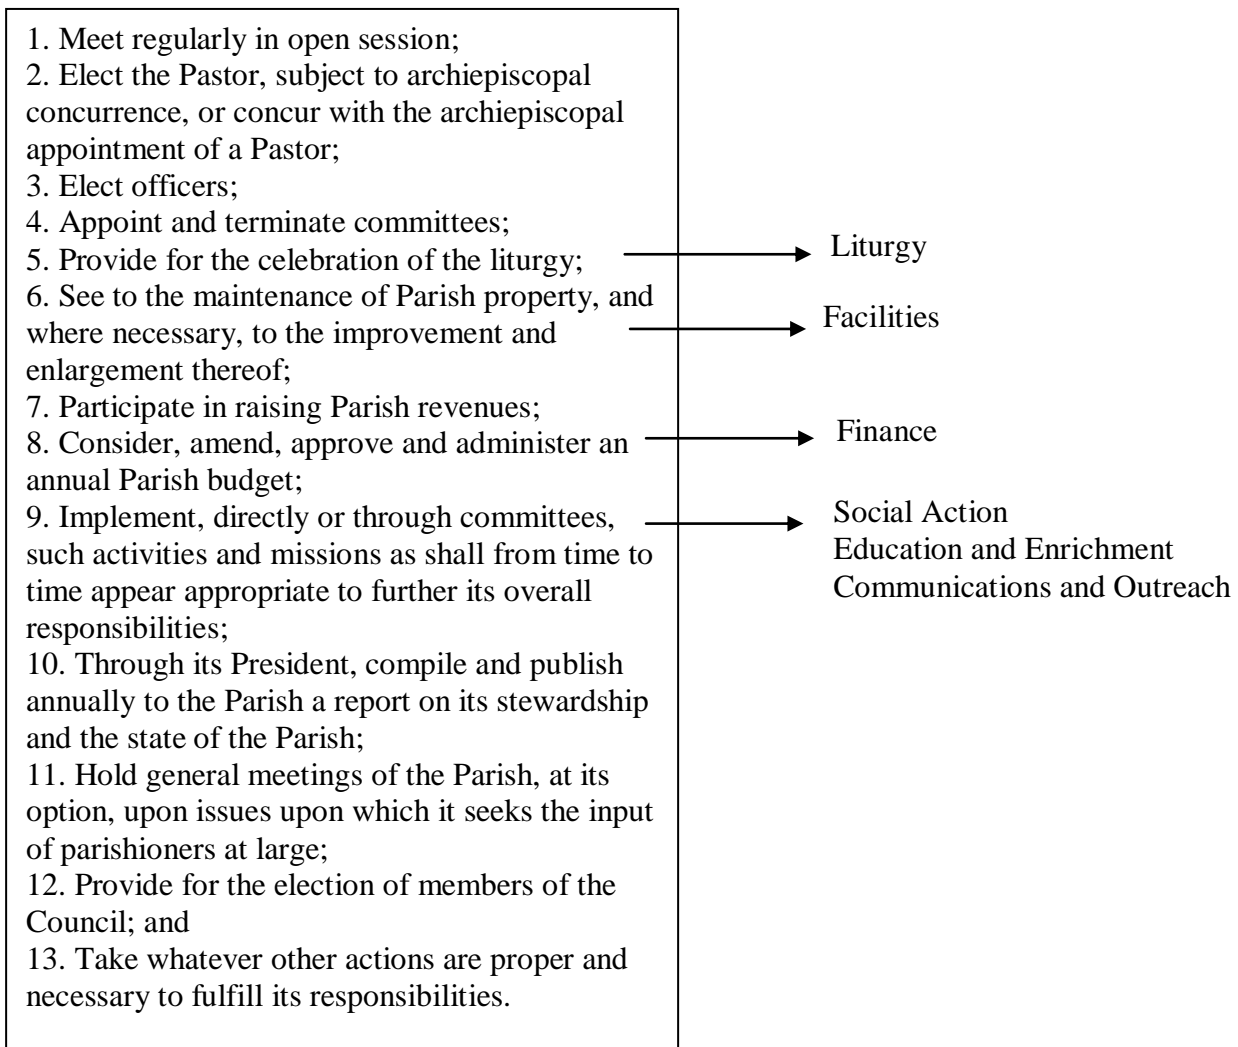 1. Meet regularly in open session;
2. Elect the Pastor, subject to archiepiscopal
concurrence, or concur with the archiepiscopal
appointment of a Pastor;
3. Elect officers;
4. Appoint and terminate committees;
5. Provide for the celebration of the liturgy;
Liturgy
6. See to the maintenance of Parish property, and
where necessary, to the improvement and
enlargement thereof;
Facilities
7. Participate in raising Parish revenues;
8. Consider, amend, approve and administer an
annual Parish budget;
Finance
9. Implement, directly or through committees,
such activities and missions as shall from time to
time appear appropriate to further its overall
responsibilities;
Social Action
Education and Enrichment
Communications and Outreach
10. Through its President, compile and publish
annually to the Parish a report on its stewardship
and the state of the Parish;
11. Hold general meetings of the Parish, at its
option, upon issues upon which it seeks the input
of parishioners at large;
12. Provide for the election of members of the
Council; and
13. Take whatever other actions are proper and
necessary to fulfill its responsibilities.